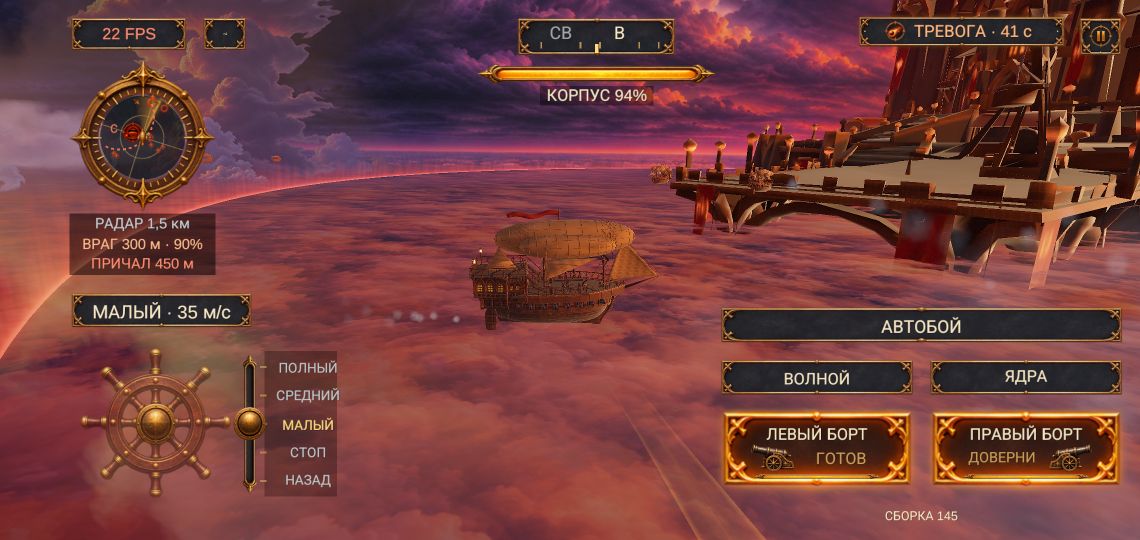 22 FPS
СВ В
ТРЕВОГА · 41 с
КОРПУС 94%
С
РАДАР 1,5 км
ВРАГ 300 м · 90%
ПРИЧАЛ 450 м
МАЛЫЙ · 35 м/с
ПОЛНЫЙ
СРЕДНИЙ
МАЛЫЙ
СТОП
НАЗАД
АВТОБОЙ
ВОЛНОЙ
ЯДРА
ЛЕВЫЙ БОРТ
ГОТОВ
ПРАВЫЙ БОРТ
ДОВЕРНИ
СБОРКА 145